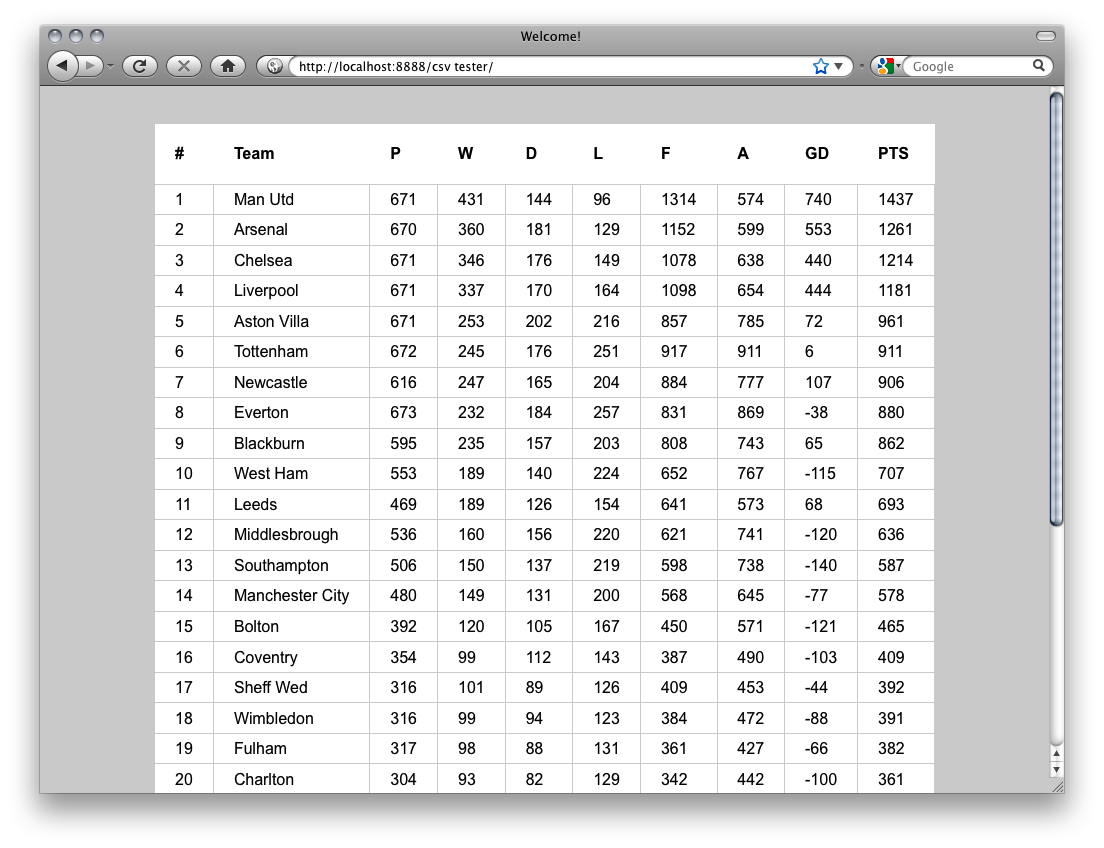 Welcome!
http://localhost:8888/csv tester/
Google
# Team P W D L F A GD PTS
1 Man Utd 671 431 144 96 1314 574 740 1437
2 Arsenal 670 360 181 129 1152 599 553 1261
3 Chelsea 671 346 176 149 1078 638 440 1214
4 Liverpool 671 337 170 164 1098 654 444 1181
5 Aston Villa 671 253 202 216 857 785 72 961
6 Tottenham 672 245 176 251 917 911 6 911
7 Newcastle 616 247 165 204 884 777 107 906
8 Everton 673 232 184 257 831 869 -38 880
9 Blackburn 595 235 157 203 808 743 65 862
10 West Ham 553 189 140 224 652 767 -115 707
11 Leeds 469 189 126 154 641 573 68 693
12 Middlesbrough 536 160 156 220 621 741 -120 636
13 Southampton 506 150 137 219 598 738 -140 587
14 Manchester City 480 149 131 200 568 645 -77 578
15 Bolton 392 120 105 167 450 571 -121 465
16 Coventry 354 99 112 143 387 490 -103 409
17 Sheff Wed 316 101 89 126 409 453 -44 392
18 Wimbledon 316 99 94 123 384 472 -88 391
19 Fulham 317 98 88 131 361 427 -66 382
20 Charlton 304 93 82 129 342 442 -100 361